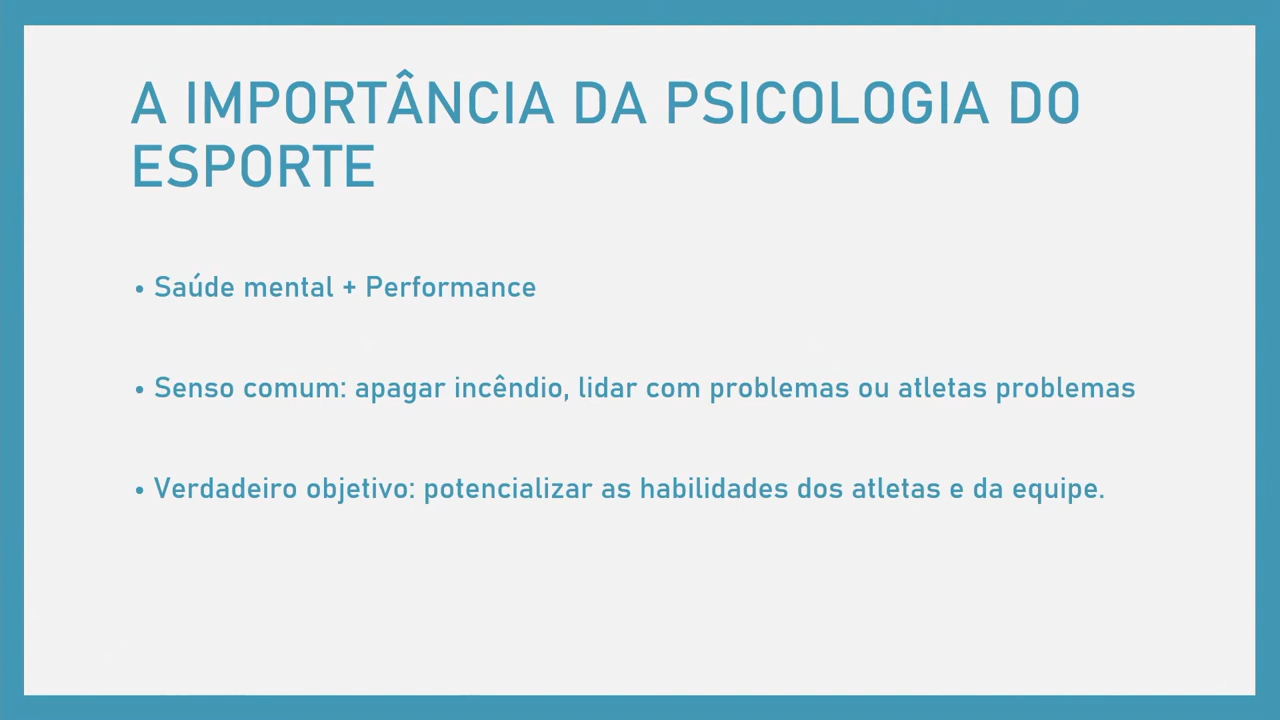 A IMPORTÂNCIA DA PSICOLOGIA DO
ESPORTE
• Saúde mental + Performance
• Senso comum: apagar incêndio, lidar com problemas ou atletas problemas
• Verdadeiro objetivo: potencializar as habilidades dos atletas e da equipe.